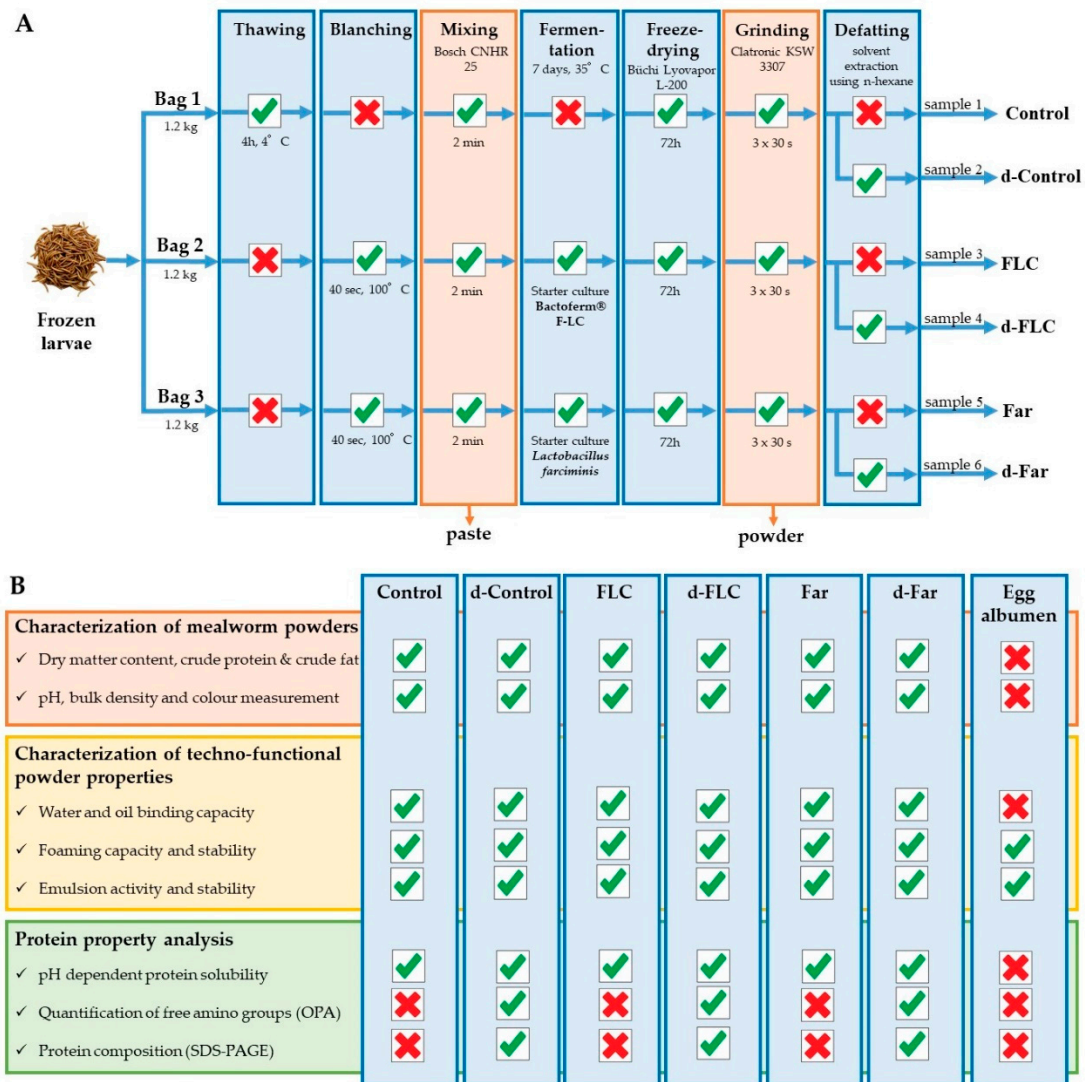 A
Thawing
Blanching
Mixing
Bosch CNHR
25
Fermen-
tation
7 days, 35° C
Freeze-
drying
Büchi Lyovapor
L-200
Grinding
Clatronic KSW
3307
Defatting
solvent
extraction
using n-hexane
Bag 1
1.2 kg
4h, 4° C
2 min
72h
3 x 30 s
sample 1
Control
sample 2
d-Control
Bag 2
1.2 kg
40 sec, 100° C
2 min
Starter culture
Bactoferm®
F-LC
72h
3 x 30 s
sample 3
FLC
sample 4
d-FLC
Frozen
larvae
Bag 3
1.2 kg
40 sec, 100° C
2 min
Starter culture
Lactobacillus
farciminis
72h
3 x 30 s
sample 5
Far
sample 6
d-Far
paste
powder
B
Control
d-Control
FLC
d-FLC
Far
d-Far
Egg
albumen
Characterization of mealworm powders
✓ Dry matter content, crude protein & crude fat
✓ pH, bulk density and colour measurement
Characterization of techno-functional
powder properties
✓ Water and oil binding capacity
✓ Foaming capacity and stability
✓ Emulsion activity and stability
Protein property analysis
✓ pH dependent protein solubility
✓ Quantification of free amino groups (OPA)
✓ Protein composition (SDS-PAGE)